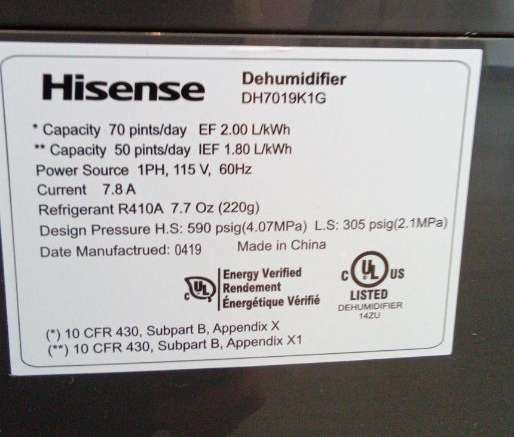 Hisense
Dehumidifier
DH7019K1G
* Capacity 70 pints/day EF 2.00 L/kWh
** Capacity 50 pints/day IEF 1.80 L/kWh
Power Source 1PH, 115 V, 60Hz
Current 7.8 A
Refrigerant R410A 7.7 Oz (220g)
Design Pressure H.S: 590 psig(4.07MPa) L.S: 305 psig(2.1MPa)
Date Manufactrued: 0419 Made in China
C UL Energy Verified
Rendement
Énergétique Vérifié
C UL US
LISTED
DEHUMIDIFIER
14ZU
(*) 10 CFR 430, Subpart B, Appendix X
(**) 10 CFR 430, Subpart B, Appendix X1